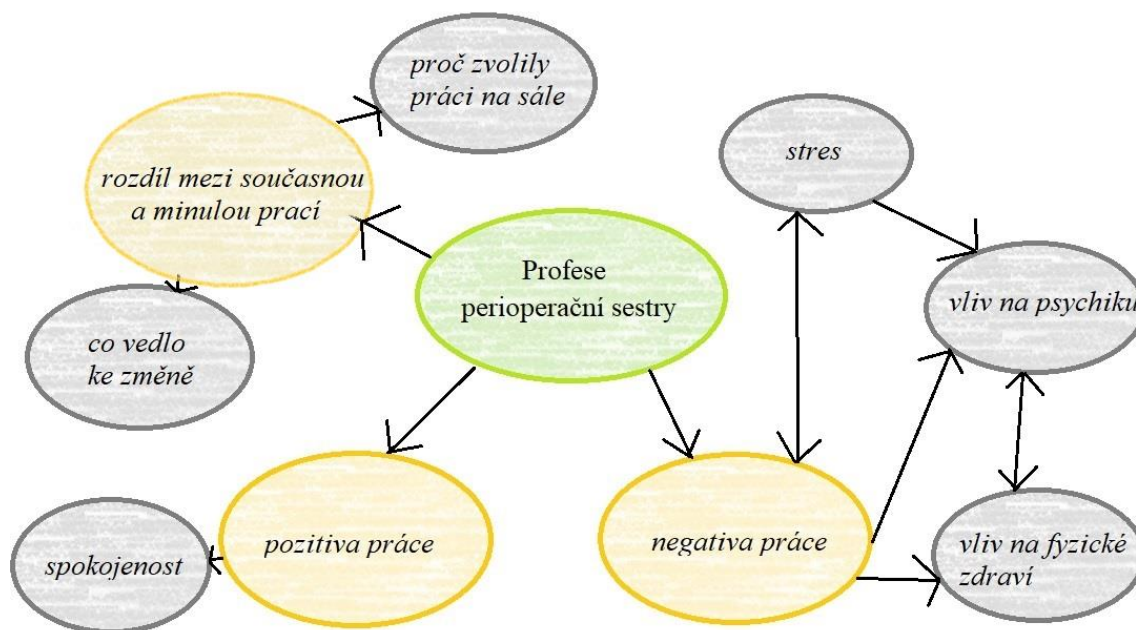 proč zvolily
práci na sále
rozdíl mezi současnou
a minulou prací
stres
Profese
perioperační sestry
vliv na psychiku
co vedlo
ke změně
spokojenost
pozitiva práce
negativa práce
vliv na fyzické
zdraví